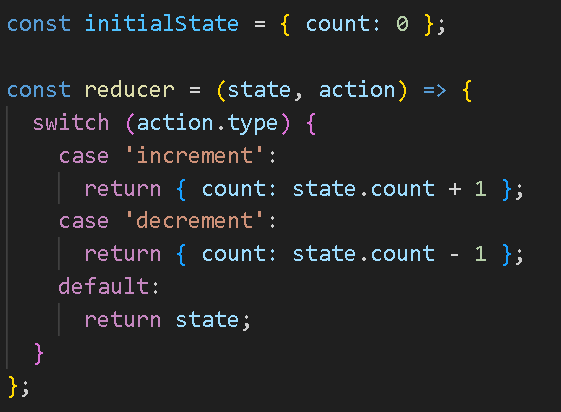 const initialState = { count: 0 };
const reducer = (state, action) => {
  switch (action.type) {
    case 'increment':
      return { count: state.count + 1 };
    case 'decrement':
      return { count: state.count - 1 };
    default:
      return state;
  }
};